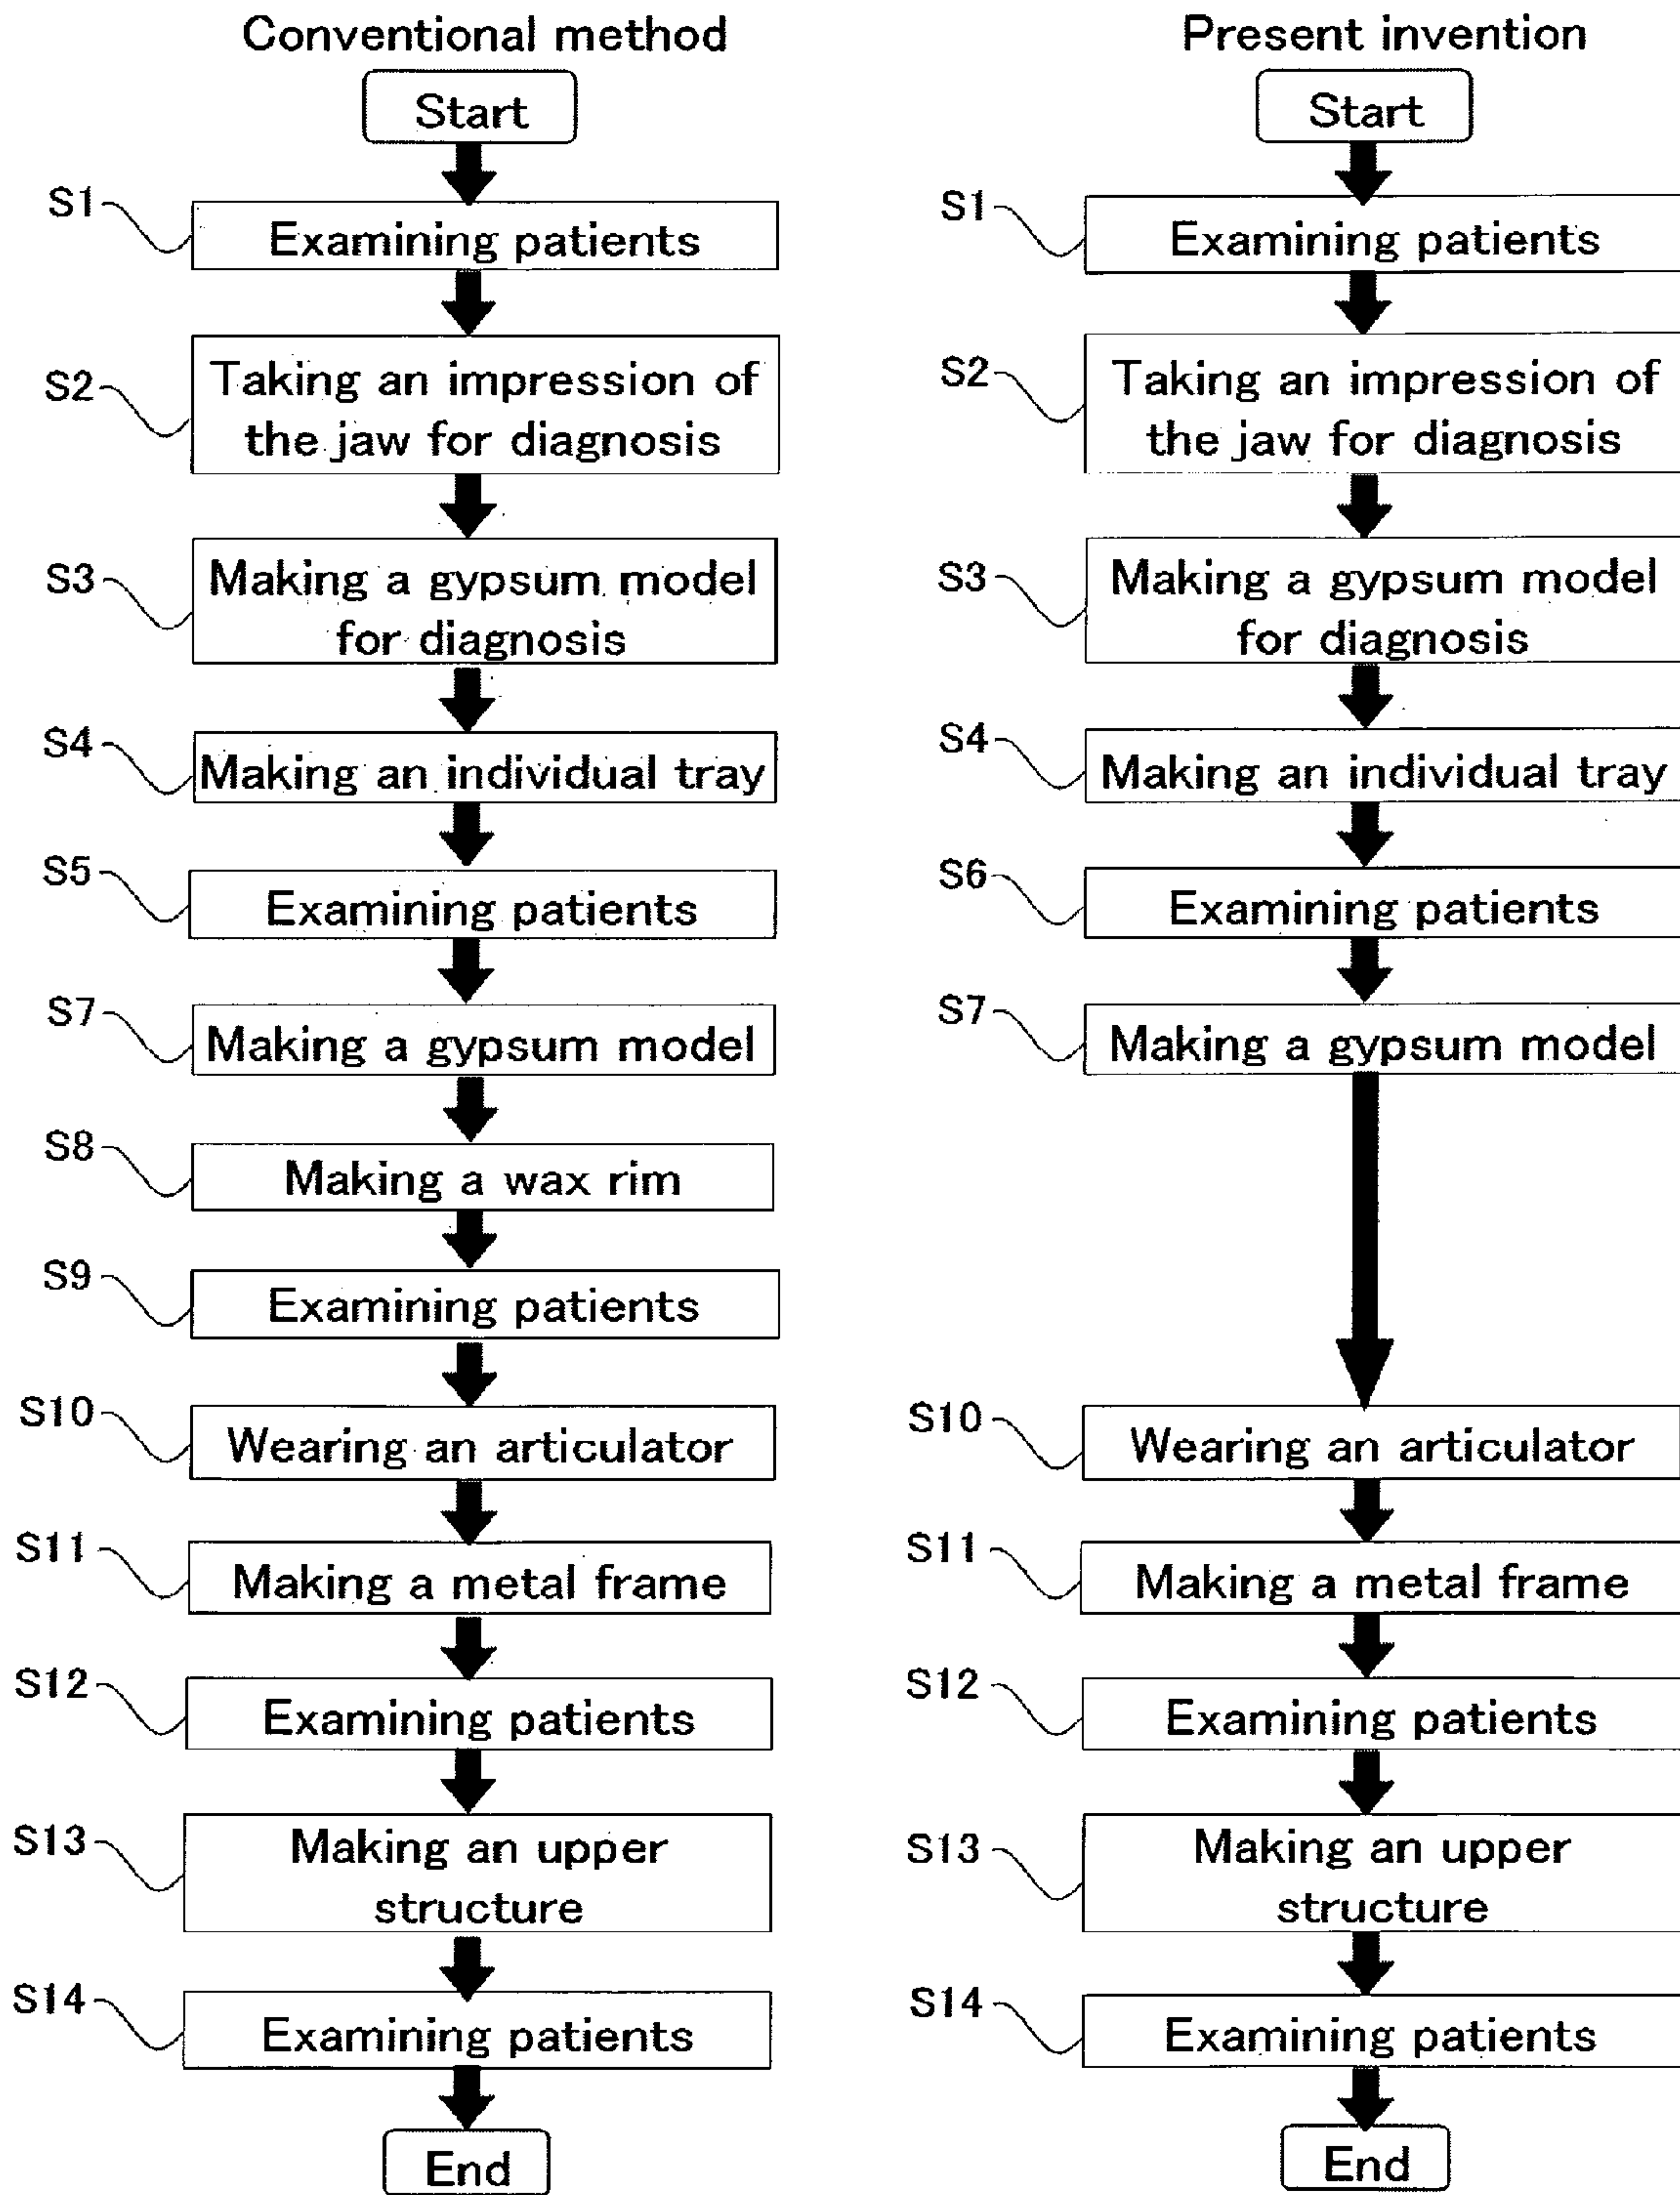 Conventional method
Start
S1
Examining patients
S2
Taking an impression of
the jaw for diagnosis
S3
Making a gypsum model
for diagnosis
S4
Making an individual tray
S5
Examining patients
S7
Making a gypsum model
S8
Making a wax rim
S9
Examining patients
S10
Wearing an articulator
S11
Making a metal frame
S12
Examining patients
S13
Making an upper
structure
S14
Examining patients
End
Present invention
Start
S1
Examining patients
S2
Taking an impression of
the jaw for diagnosis
S3
Making a gypsum model
for diagnosis
S4
Making an individual tray
S6
Examining patients
S7
Making a gypsum model
S10
Wearing an articulator
S11
Making a metal frame
S12
Examining patients
S13
Making an upper
structure
S14
Examining patients
End